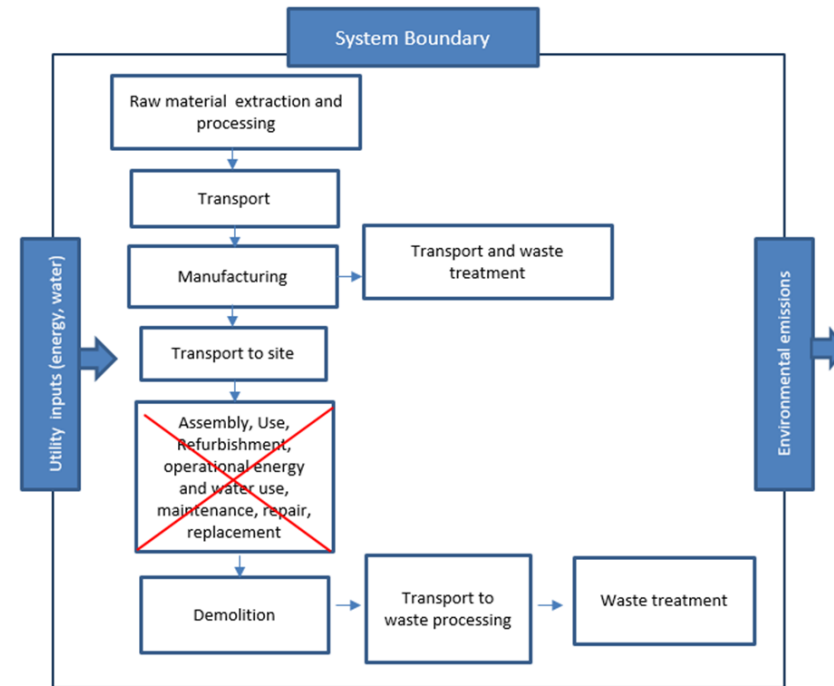 System Boundary
Raw material extraction and
processing
Transport
Manufacturing
Transport and waste
treatment
Transport to site
Assembly, Use,
Refurbishment,
operational energy
and water use,
maintenance, repair,
replacement
Demolition
Transport to
waste processing
Waste treatment
Utility inputs (energy, water)
Environmental emissions